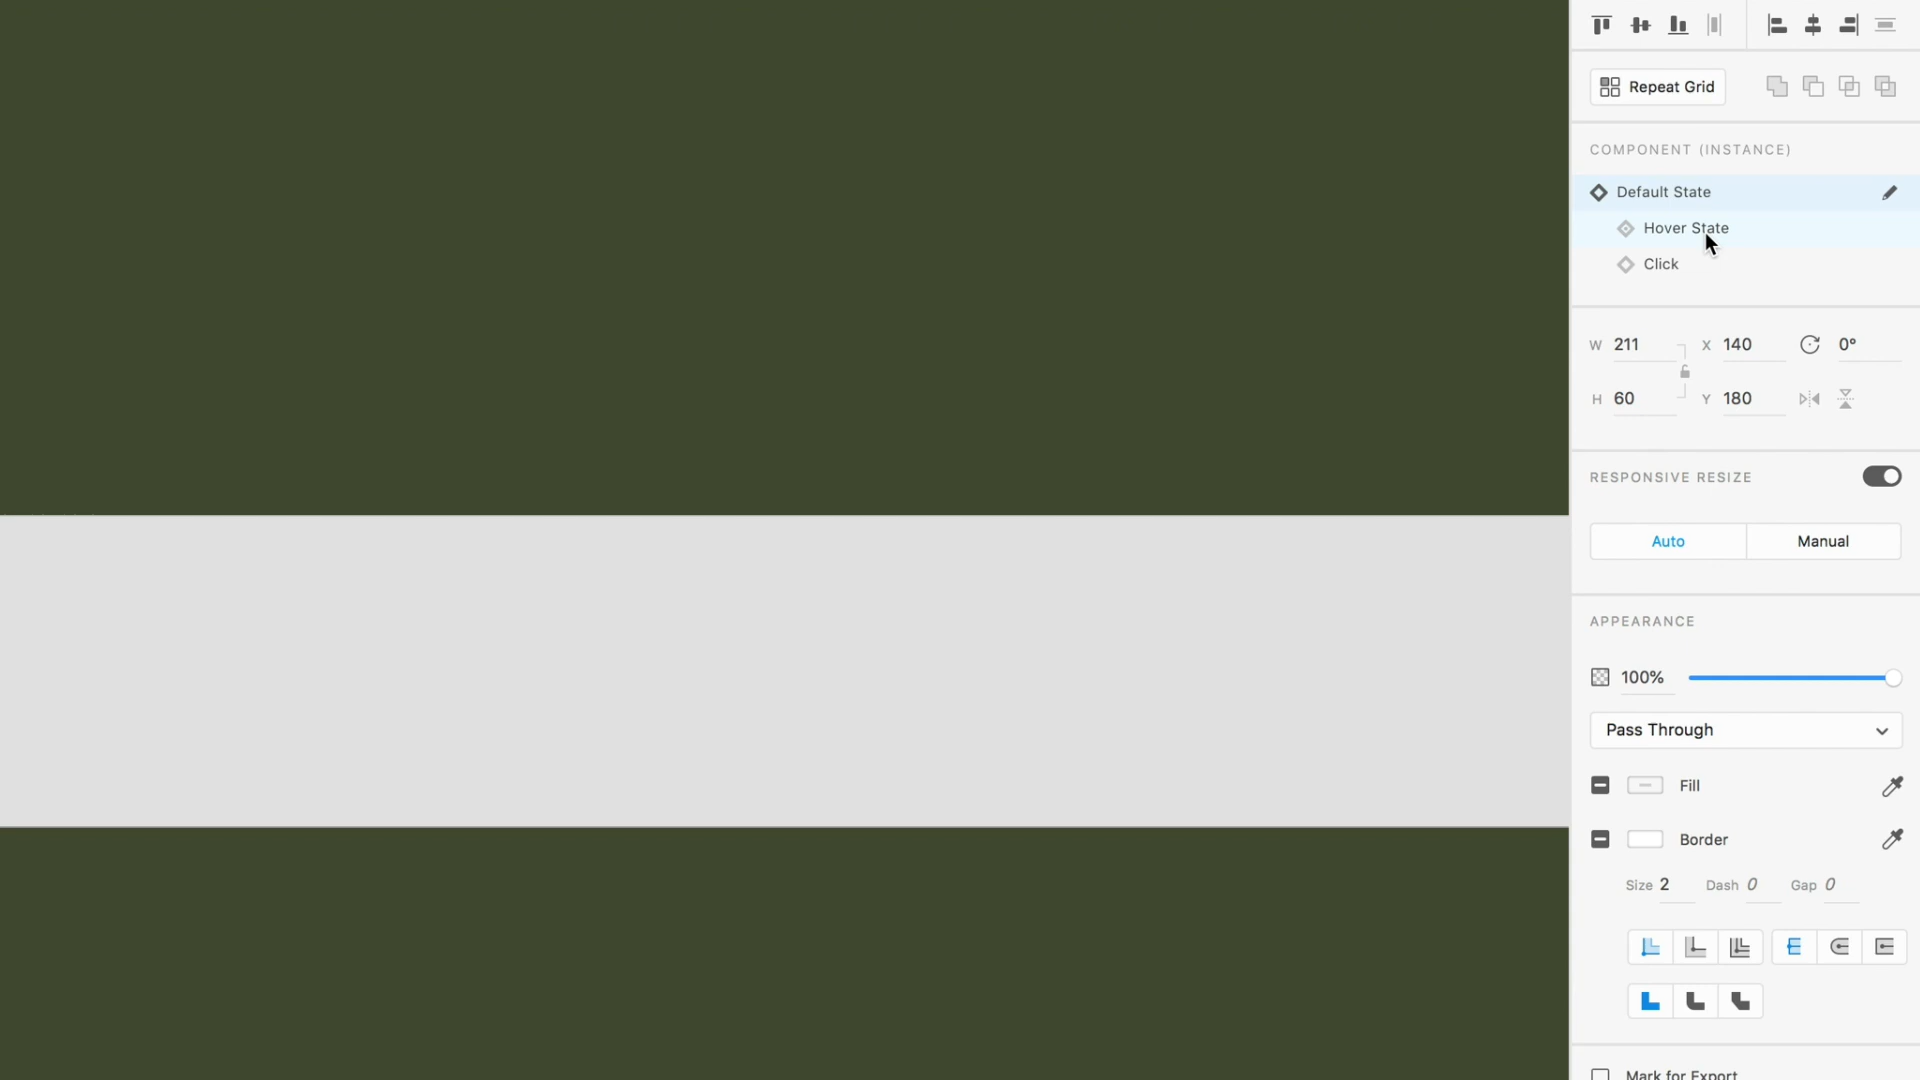 Repeat Grid
COMPONENT (INSTANCE)
Default State
Hover State
Click
W 211 X 140 0°
H 60 Y 180
RESPONSIVE RESIZE
Auto Manual
APPEARANCE
100%
Pass Through
Fill
Border
Size 2 Dash 0 Gap 0
Mark for Export